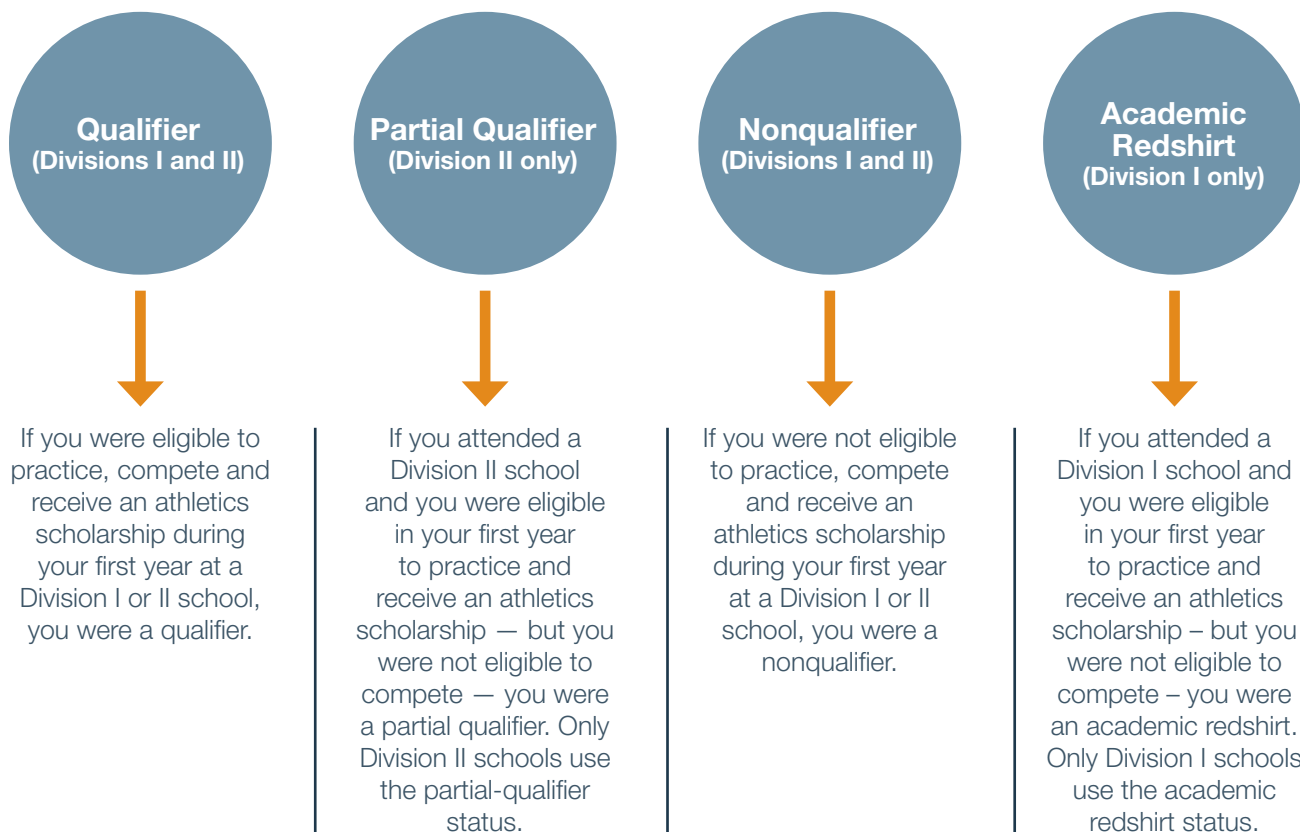 Qualifier
(Divisions I and II)
If you were eligible to
practice, compete and
receive an athletics
scholarship during
your first year at a
Division I or II school,
you were a qualifier.
Partial Qualifier
(Division II only)
If you attended a
Division II school
and you were eligible
in your first year
to practice and
receive an athletics
scholarship — but you
were not eligible to
compete — you were
a partial qualifier. Only
Division II schools use
the partial-qualifier
status.
Nonqualifier
(Divisions I and II)
If you were not eligible
to practice, compete
and receive an
athletics scholarship
during your first year
at a Division I or II
school, you were a
nonqualifier.
Academic
Redshirt
(Division I only)
If you attended a
Division I school and
you were eligible
in your first year
to practice and
receive an athletics
scholarship – but you
were not eligible to
compete – you were
an academic redshirt.
Only Division I schools
use the academic
redshirt status.